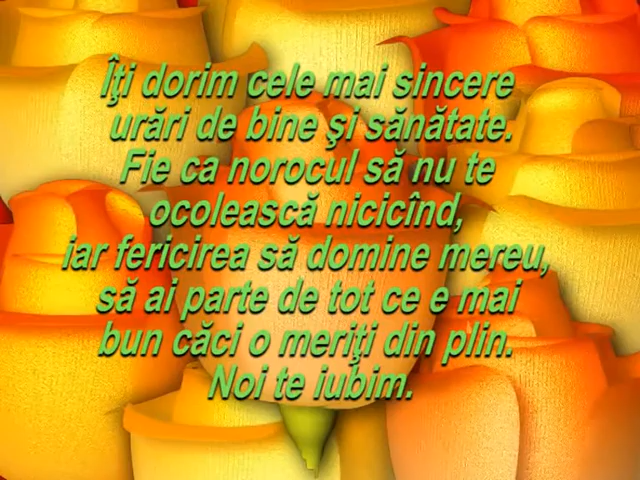 Îţi dorim cele mai sincere
urări de bine şi sănătate.
Fie ca norocul să nu te
ocolească nicicînd,
iar fericirea să domine mereu,
să ai parte de tot ce e mai
bun căci o meriţi din plin.
Noi te iubim.